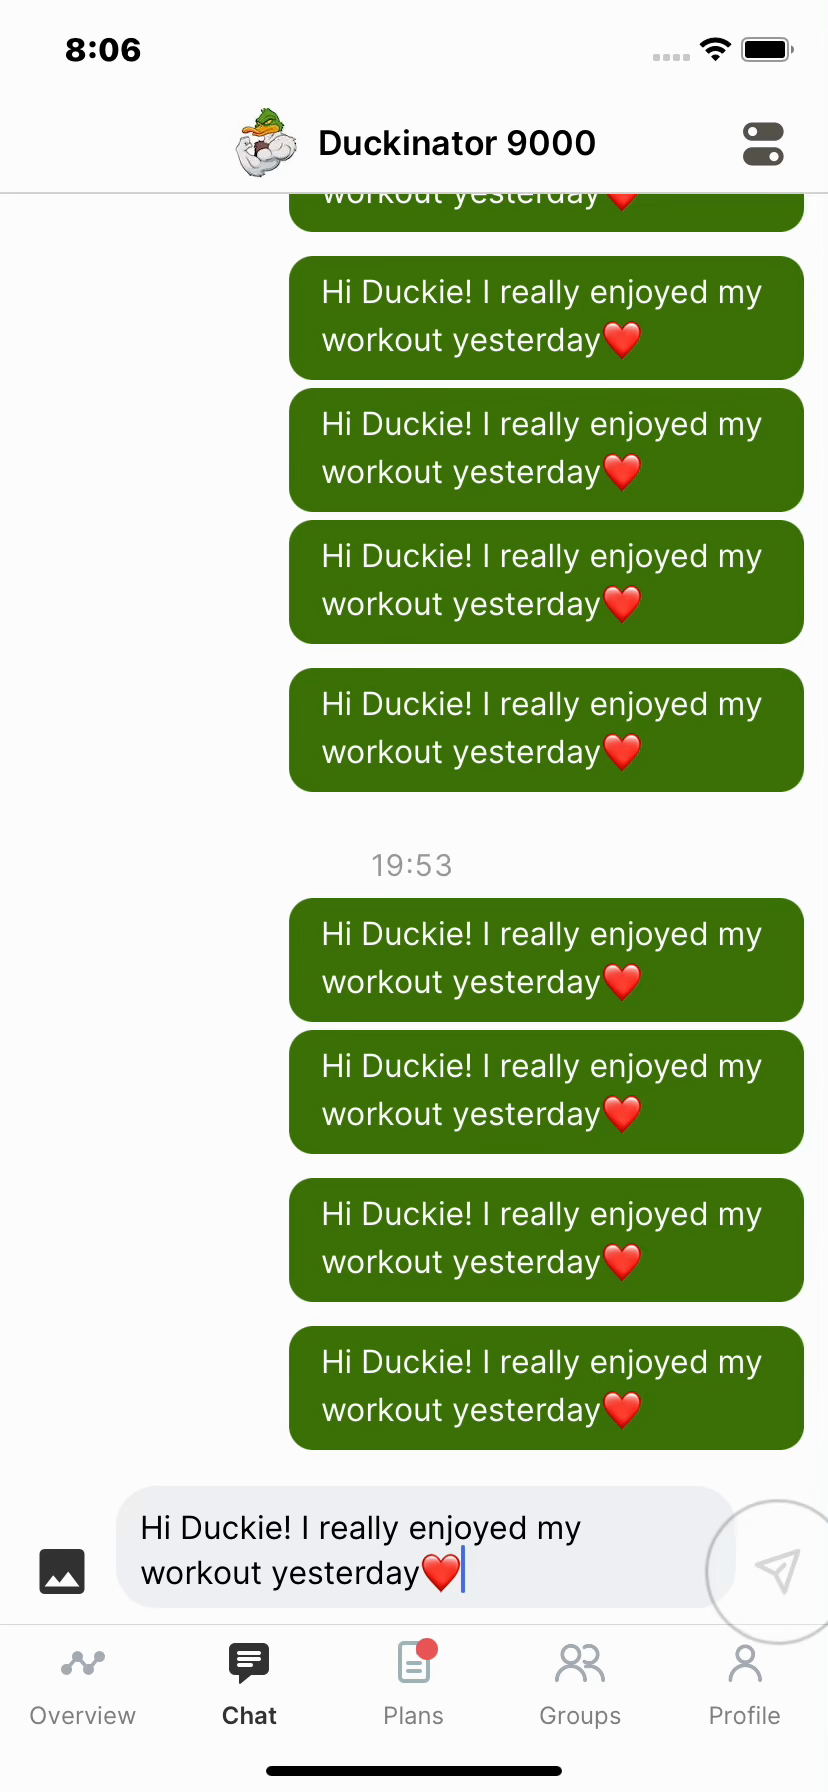 8:06
Duckinator 9000
workout yesterday❤️
Hi Duckie! I really enjoyed my
workout yesterday❤️
Hi Duckie! I really enjoyed my
workout yesterday❤️
Hi Duckie! I really enjoyed my
workout yesterday❤️
Hi Duckie! I really enjoyed my
workout yesterday❤️
19:53
Hi Duckie! I really enjoyed my
workout yesterday❤️
Hi Duckie! I really enjoyed my
workout yesterday❤️
Hi Duckie! I really enjoyed my
workout yesterday❤️
Hi Duckie! I really enjoyed my
workout yesterday❤️
Hi Duckie! I really enjoyed my
workout yesterday❤️
Overview
Chat
Plans
Groups
Profile